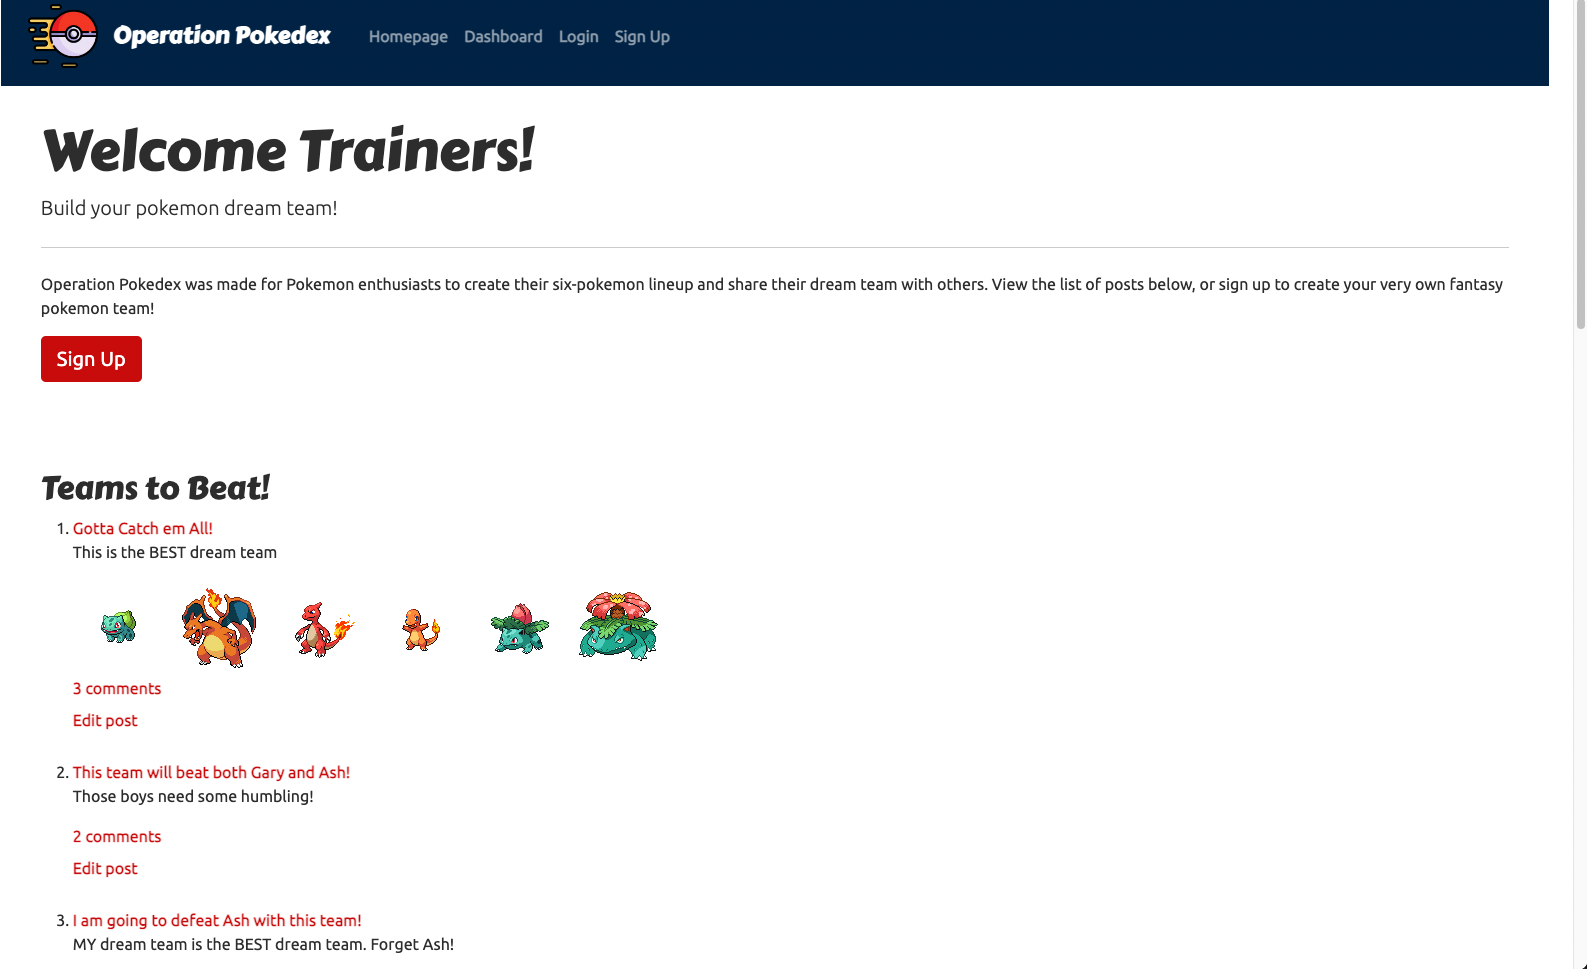 Operation Pokedex Homepage Dashboard Login Sign Up
Welcome Trainers!
Build your pokemon dream team!
Operation Pokedex was made for Pokemon enthusiasts to create their six-pokemon lineup and share their dream team with others. View the list of posts below, or sign up to create your very own fantasy
pokemon team!
Sign Up
Teams to Beat!
1. Gotta Catch em All!
This is the BEST dream team
3 comments
Edit post
2. This team will beat both Gary and Ash!
Those boys need some humbling!
2 comments
Edit post
3. I am going to defeat Ash with this team!
MY dream team is the BEST dream team. Forget Ash!